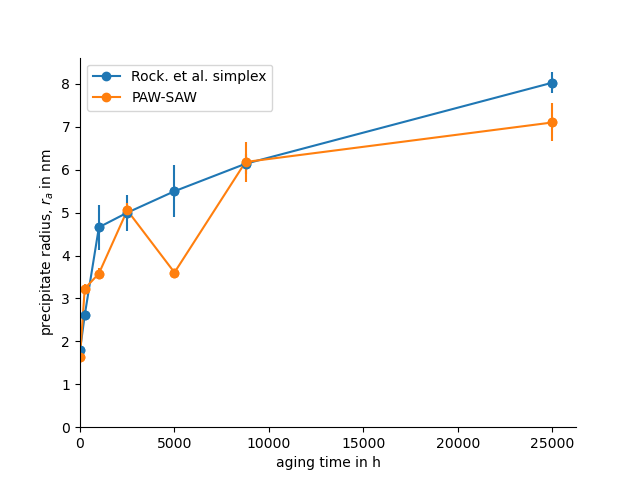 Rock. et al. simplex
PAW-SAW
precipitate radius, rₐ in nm
8
7
6
5
4
3
2
1
0
0 5000 10000 15000 20000 25000
aging time in h